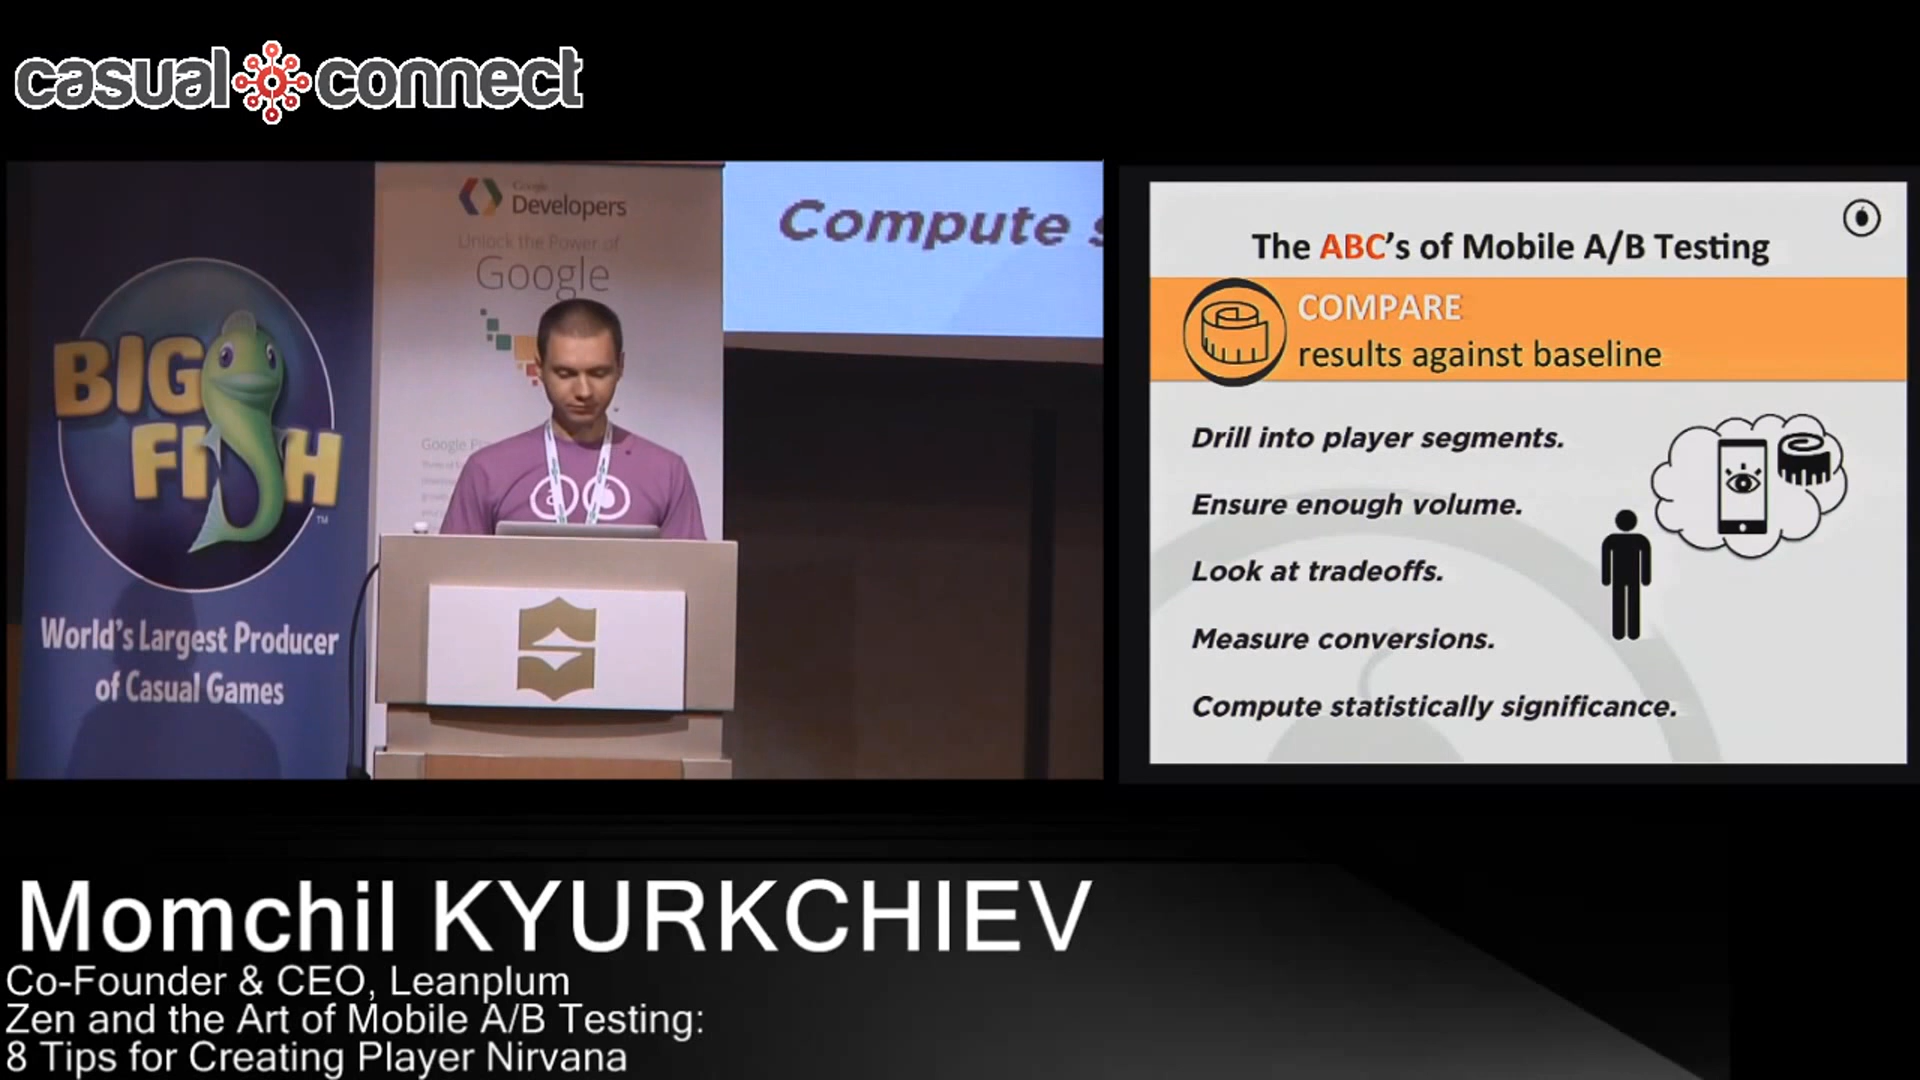 casual connect
BIG
FISH
TM
World's Largest Producer
of Casual Games
Google
Developers
Unlock the Power of
Google
Compute
The ABC's of Mobile A/B Testing
COMPARE
results against baseline
Drill into player segments.
Ensure enough volume.
Look at tradeoffs.
Measure conversions.
Compute statistically significance.
Momchil KYURKCHIEV
Co-Founder & CEO, Leanplum
Zen and the Art of Mobile A/B Testing:
8 Tips for Creating Player Nirvana